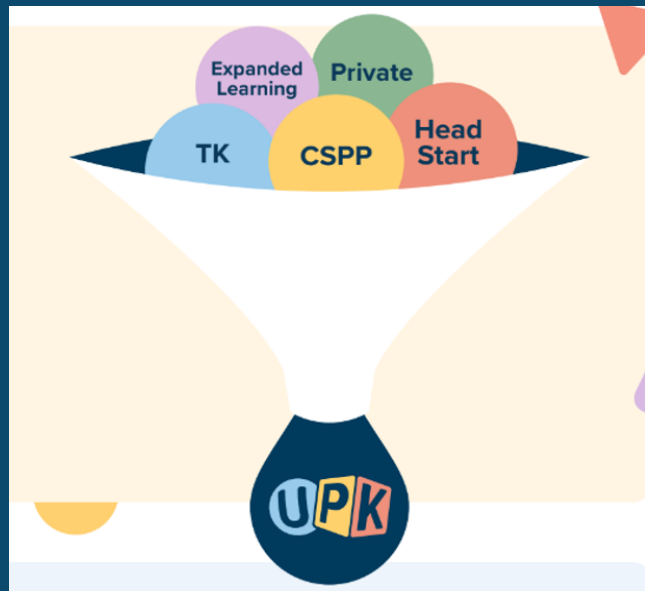 Expanded
Learning
Private
TK
CSPP
Head
Start
UPK